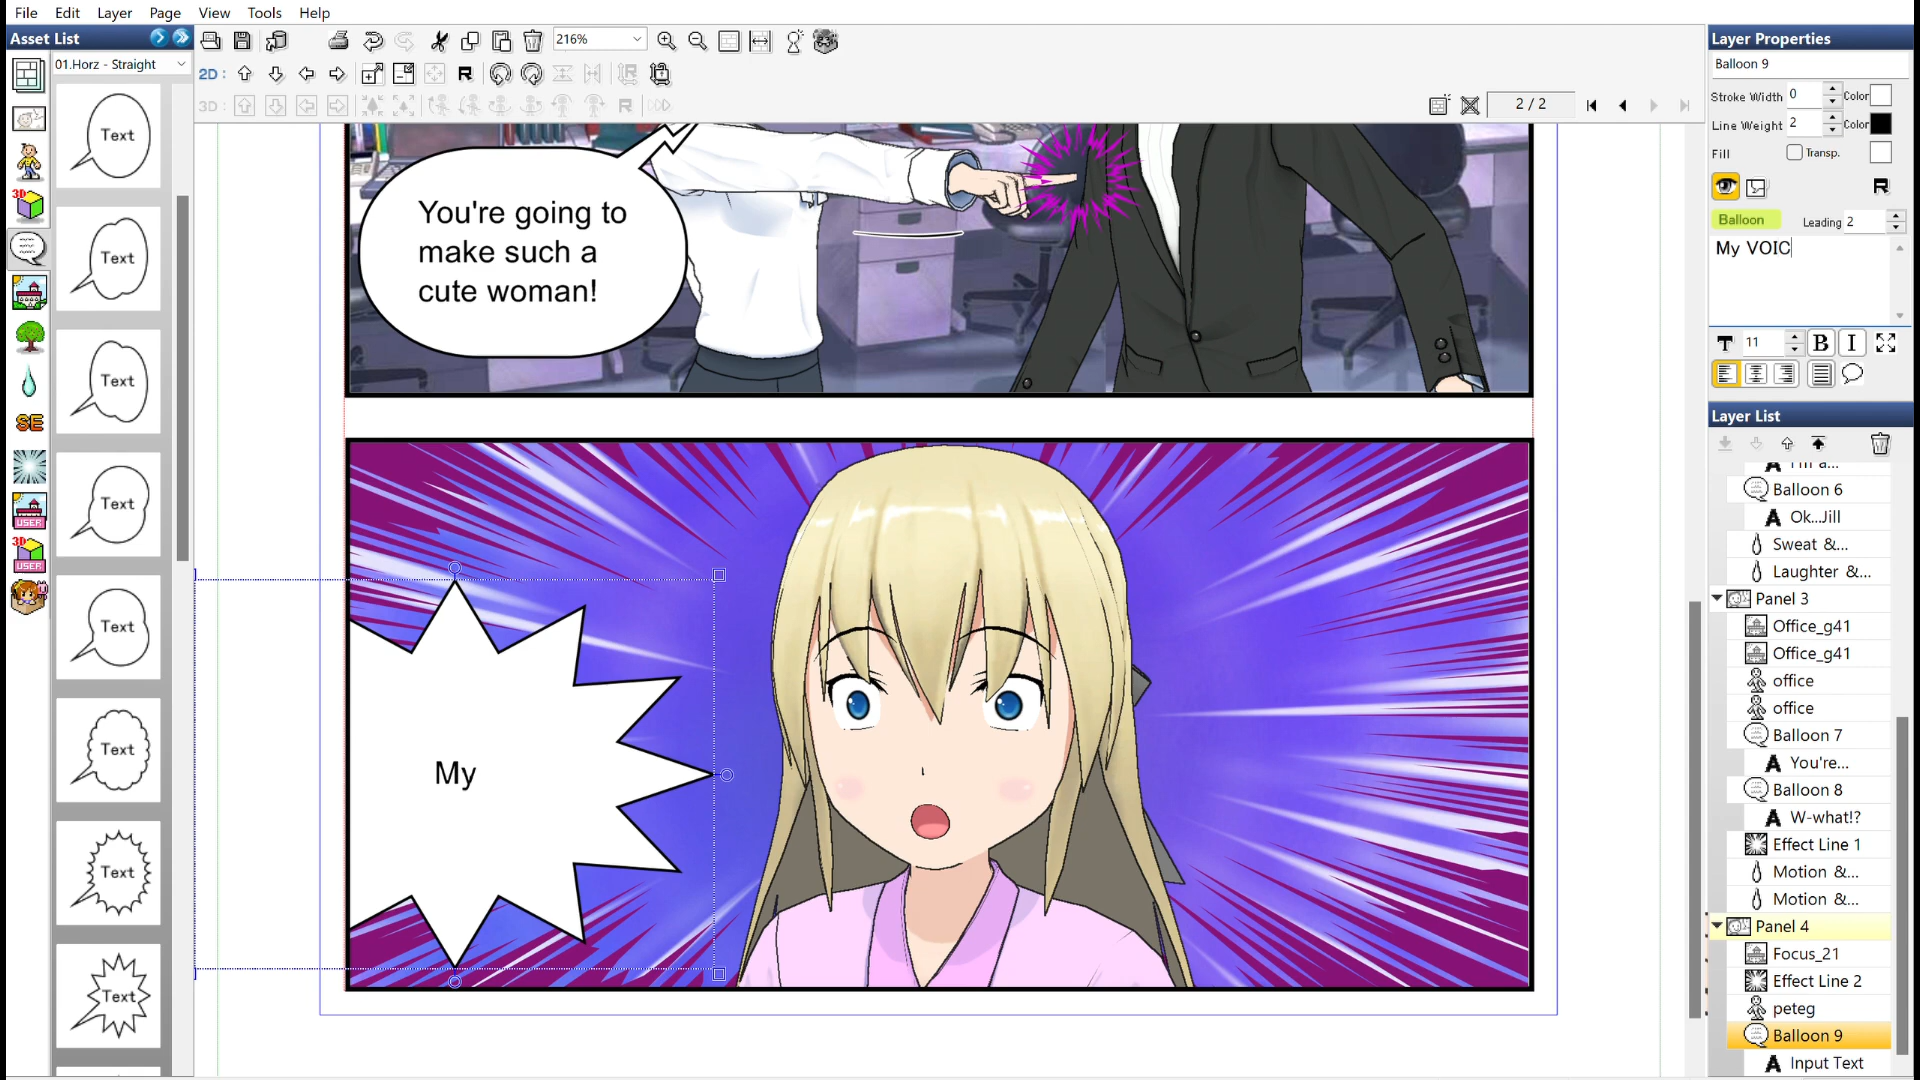 File Edit Layer Page View Tools Help
Asset List
01.Horz - Straight
216%
2D :
3D :
2 / 2
Text
Text
Text
Text
Text
Text
Text
Text
3D
SE
USER
3D
USER
You're going to
make such a
cute woman!
My
Layer Properties
Balloon 9
Stroke Width 0 Color
Line Weight 2 Color
Fill Transp.
R
Balloon Leading 2
My VOIC
T 11 B I
Layer List
Balloon 6
Ok...Jill
Sweat &...
Laughter &...
Panel 3
Office_g41
Office_g41
office
office
Balloon 7
You're...
Balloon 8
W-what!?
Effect Line 1
Motion &...
Motion &...
Panel 4
Focus_21
Effect Line 2
peteg
Balloon 9
Input Text